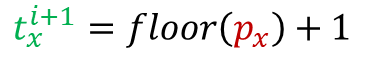 t_x^{i+1} = floor(p_x) + 1